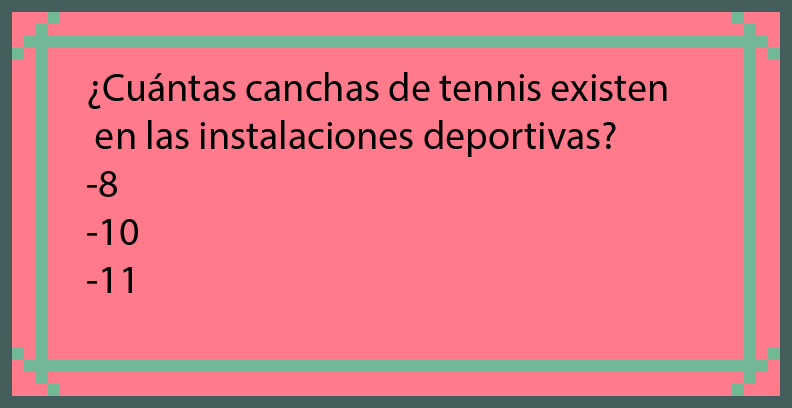 ¿Cuántas canchas de tennis existen
en las instalaciones deportivas?
-8
-10
-11